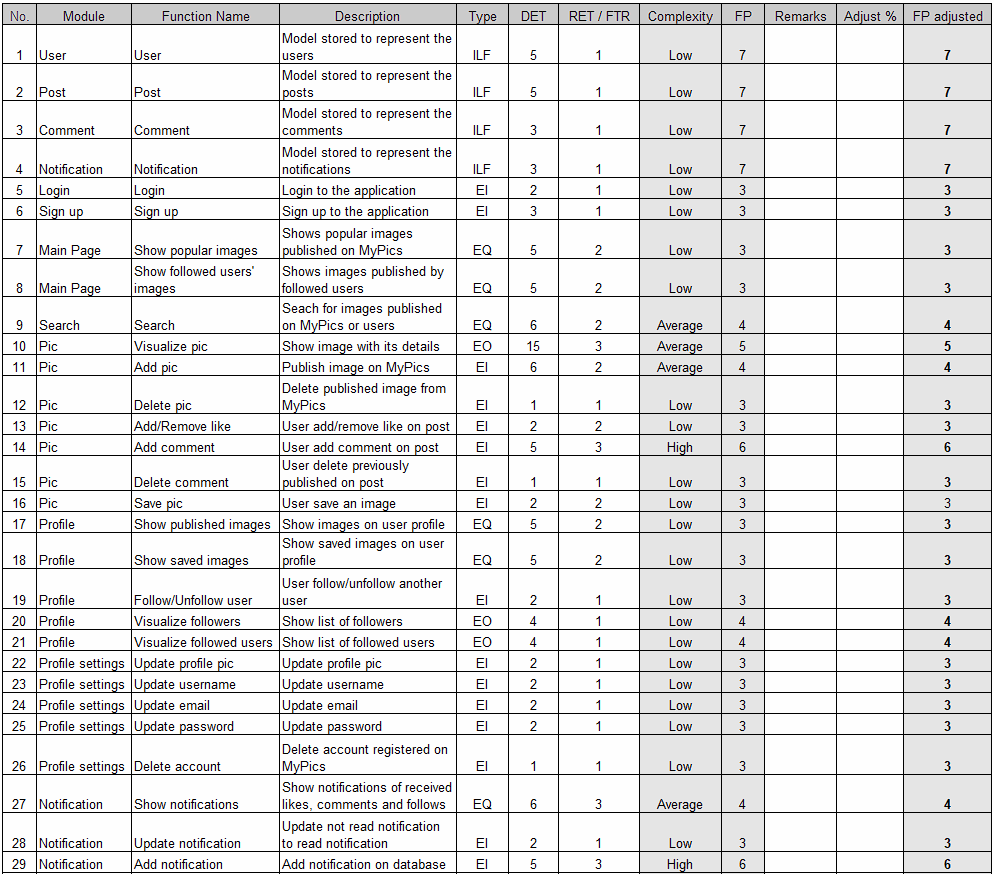 No. Module Function Name Description Type DET RET / FTR Complexity FP Remarks Adjust % FP adjusted
Model stored to represent the
1 User User users ILF 5 1 Low 7 7
Model stored to represent the
2 Post Post posts ILF 5 1 Low 7 7
Model stored to represent the
3 Comment Comment comments ILF 3 1 Low 7 7
Model stored to represent the
4 Notification Notification notifications ILF 3 1 Low 7 7
5 Login Login Login to the application EI 2 1 Low 3 3
6 Sign up Sign up Sign up to the application EI 3 1 Low 3 3
Shows popular images
7 Main Page Show popular images published on MyPics EQ 5 2 Low 3 3
Show followed users' Shows images published by
8 Main Page images followed users EQ 5 2 Low 3 3
Seach for images published
9 Search Search on MyPics or users EQ 6 2 Average 4 4
10 Pic Visualize pic Show image with its details EO 15 3 Average 5 5
11 Pic Add pic Publish image on MyPics EI 6 2 Average 4 4
Delete published image from
12 Pic Delete pic MyPics EI 1 1 Low 3 3
13 Pic Add/Remove like User add/remove like on post EI 2 2 Low 3 3
14 Pic Add comment User add comment on post EI 5 3 High 6 6
User delete previously
15 Pic Delete comment published on post EI 1 1 Low 3 3
16 Pic Save pic User save an image EI 2 2 Low 3 3
17 Profile Show published images Show images on user profile EQ 5 2 Low 3 3
Show saved images on user
18 Profile Show saved images profile EQ 5 2 Low 3 3
User follow/unfollow another
19 Profile Follow/Unfollow user user EI 2 1 Low 3 3
20 Profile Visualize followers Show list of followers EO 4 1 Low 4 4
21 Profile Visualize followed users Show list of followed users EO 4 1 Low 4 4
22 Profile settings Update profile pic Update profile pic EI 2 1 Low 3 3
23 Profile settings Update username Update username EI 2 1 Low 3 3
24 Profile settings Update email Update email EI 2 1 Low 3 3
25 Profile settings Update password Update password EI 2 1 Low 3 3
Delete account registered on
26 Profile settings Delete account MyPics EI 1 1 Low 3 3
Show notifications of received
27 Notification Show notifications likes, comments and follows EQ 6 3 Average 4 4
Update not read notification
28 Notification Update notification to read notification EI 2 1 Low 3 3
29 Notification Add notification Add notification on database EI 5 3 High 6 6